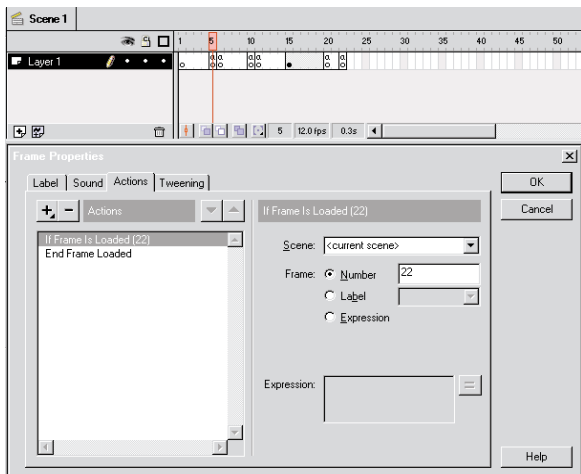 Scene 1
1 5 10 15 20 25 30 35 40 45 50
Layer 1
a a a a a a
5 12.0 fps 0.3s
Frame Properties
Label Sound Actions Tweening
OK
Cancel
+ - Actions
If Frame Is Loaded (22)
If Frame Is Loaded (22)
End Frame Loaded
Scene: <current scene>
Frame: Number 22
Label
Expression
Expression: =
Help